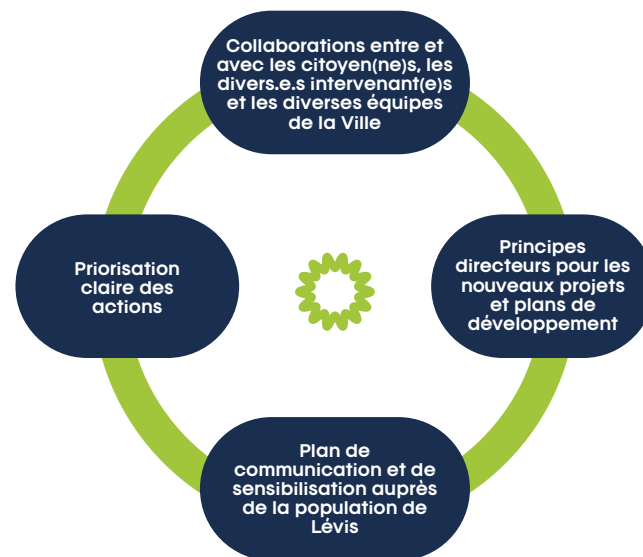 Collaborations entre et
avec les citoyen(ne)s, les
divers.e.s intervenant(e)s
et les diverses équipes
de la Ville
Priorisation
claire des
actions
Principes
directeurs pour les
nouveaux projets
et plans de
développement
Plan de
communication et de
sensibilisation auprès
de la population de
Lévis